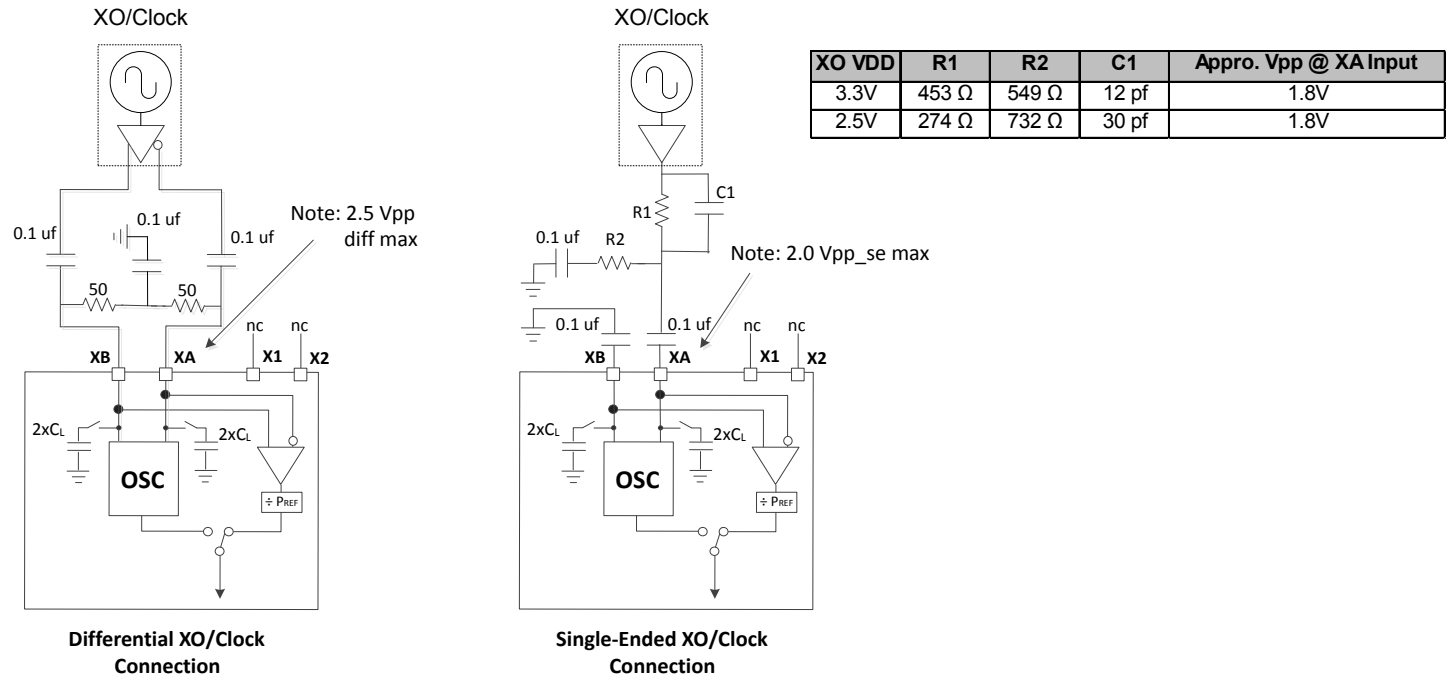 XO/Clock
0.1 uf
0.1 uf
0.1 uf
Note: 2.5 Vpp
diff max
50
50
nc
nc
XB
XA
X1
X2
2xCL
2xCL
OSC
÷ PREF
Differential XO/Clock
Connection
XO/Clock
C1
R1
0.1 uf
R2
Note: 2.0 Vpp_se max
0.1 uf
0.1 uf
nc
nc
XB
XA
X1
X2
2xCL
2xCL
OSC
÷ PREF
Single-Ended XO/Clock
Connection
XO VDD R1 R2 C1 Appro. Vpp @ XA Input
3.3V 453 Ω 549 Ω 12 pf 1.8V
2.5V 274 Ω 732 Ω 30 pf 1.8V